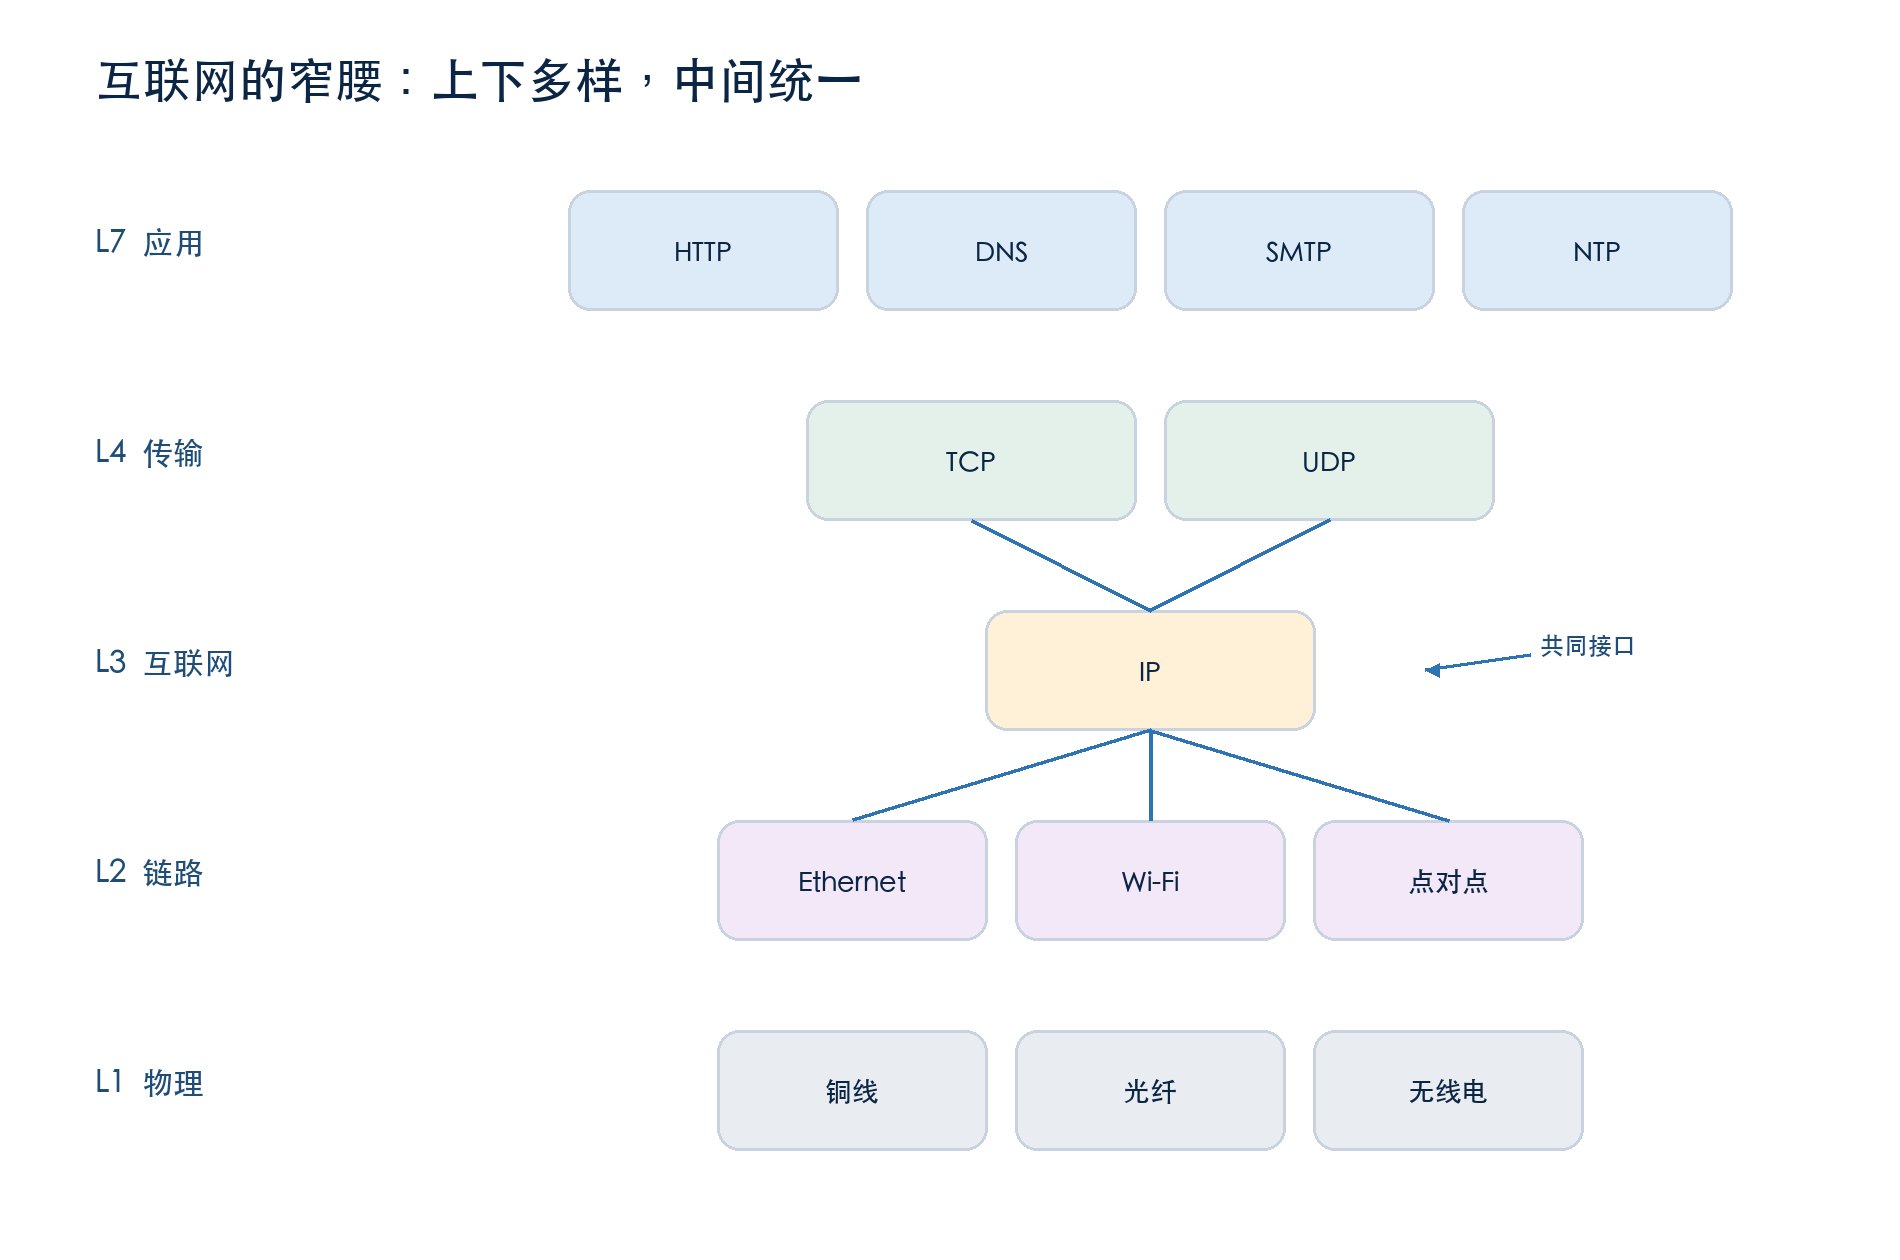 互联网的窄腰：上下多样，中间统一
L7 应用
HTTP
DNS
SMTP
NTP
L4 传输
TCP
UDP
L3 互联网
IP
共同接口
L2 链路
Ethernet
Wi-Fi
点对点
L1 物理
铜线
光纤
无线电